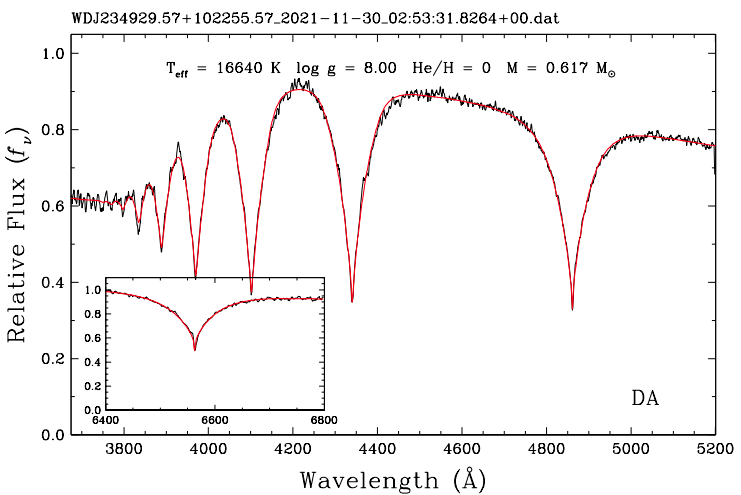 WDJ234929.57+102255.57_2021-11-30_02:53:31.8264+00.dat
T_eff = 16640 K log g = 8.00 He/H = 0 M = 0.617 M_⊙
1.0
0.8
0.6
0.4
0.2
0.0
Relative Flux (f_ν)
1.0
0.8
0.6
0.4
0.2
0.0
6400 6600 6800
DA
3800 4000 4200 4400 4600 4800 5000 5200
Wavelength (Å)